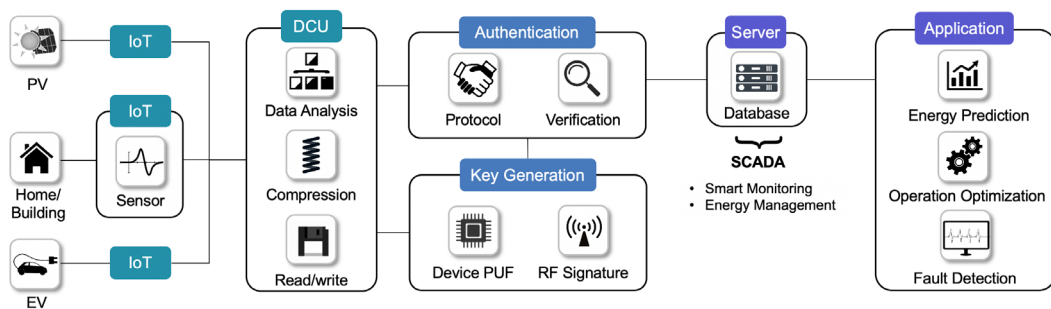 IoT
PV
IoT
Sensor
Home/
Building
IoT
EV
DCU
Data Analysis
Compression
Read/write
Authentication
Protocol
Verification
Key Generation
Device PUF
RF Signature
Server
Database
SCADA
• Smart Monitoring
• Energy Management
Application
Energy Prediction
Operation Optimization
Fault Detection